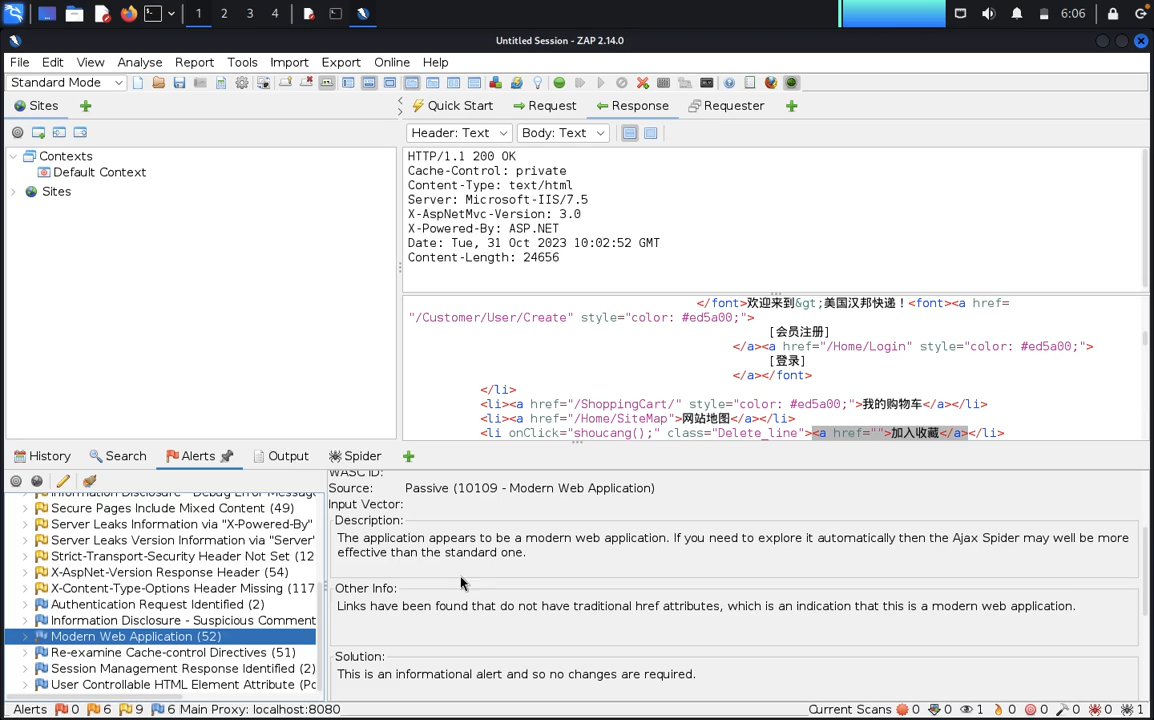 1 2 3 4 6:06
Untitled Session - ZAP 2.14.0
File Edit View Analyse Report Tools Import Export Online Help
Standard Mode
Sites
Quick Start Request Response Requester
Header: Text Body: Text
Contexts
Default Context
Sites
HTTP/1.1 200 OK
Cache-Control: private
Content-Type: text/html
Server: Microsoft-IIS/7.5
X-AspNetMvc-Version: 3.0
X-Powered-By: ASP.NET
Date: Tue, 31 Oct 2023 10:02:52 GMT
Content-Length: 24656
</font>欢迎来到&gt;美国汉邦快递！<font><a href=
"/Customer/User/Create" style="color: #ed5a00;">
[会员注册]
</a><a href="/Home/Login" style="color: #ed5a00;">
[登录]
</a></font>
</li>
<li><a href="/ShoppingCart/" style="color: #ed5a00;">我的购物车</a></li>
<li><a href="/Home/SiteMap">网站地图</a></li>
<li onClick="shoucang();" class="Delete_line"><a href="">加入收藏</a></li>
History Search Alerts Output Spider
Information Disclosure - Debug Error Message
Secure Pages Include Mixed Content (49)
Server Leaks Information via "X-Powered-By"
Server Leaks Version Information via "Server"
Strict-Transport-Security Header Not Set (12
X-AspNet-Version Response Header (54)
X-Content-Type-Options Header Missing (117
Authentication Request Identified (2)
Information Disclosure - Suspicious Comment
Modern Web Application (52)
Re-examine Cache-control Directives (51)
Session Management Response Identified (2)
User Controllable HTML Element Attribute (Po
WASC ID:
Source: Passive (10109 - Modern Web Application)
Input Vector:
Description:
The application appears to be a modern web application. If you need to explore it automatically then the Ajax Spider may well be more
effective than the standard one.
Other Info:
Links have been found that do not have traditional href attributes, which is an indication that this is a modern web application.
Solution:
This is an informational alert and so no changes are required.
Alerts 0 6 9 6 Main Proxy: localhost:8080 Current Scans 0 0 1 0 0 0 0 1